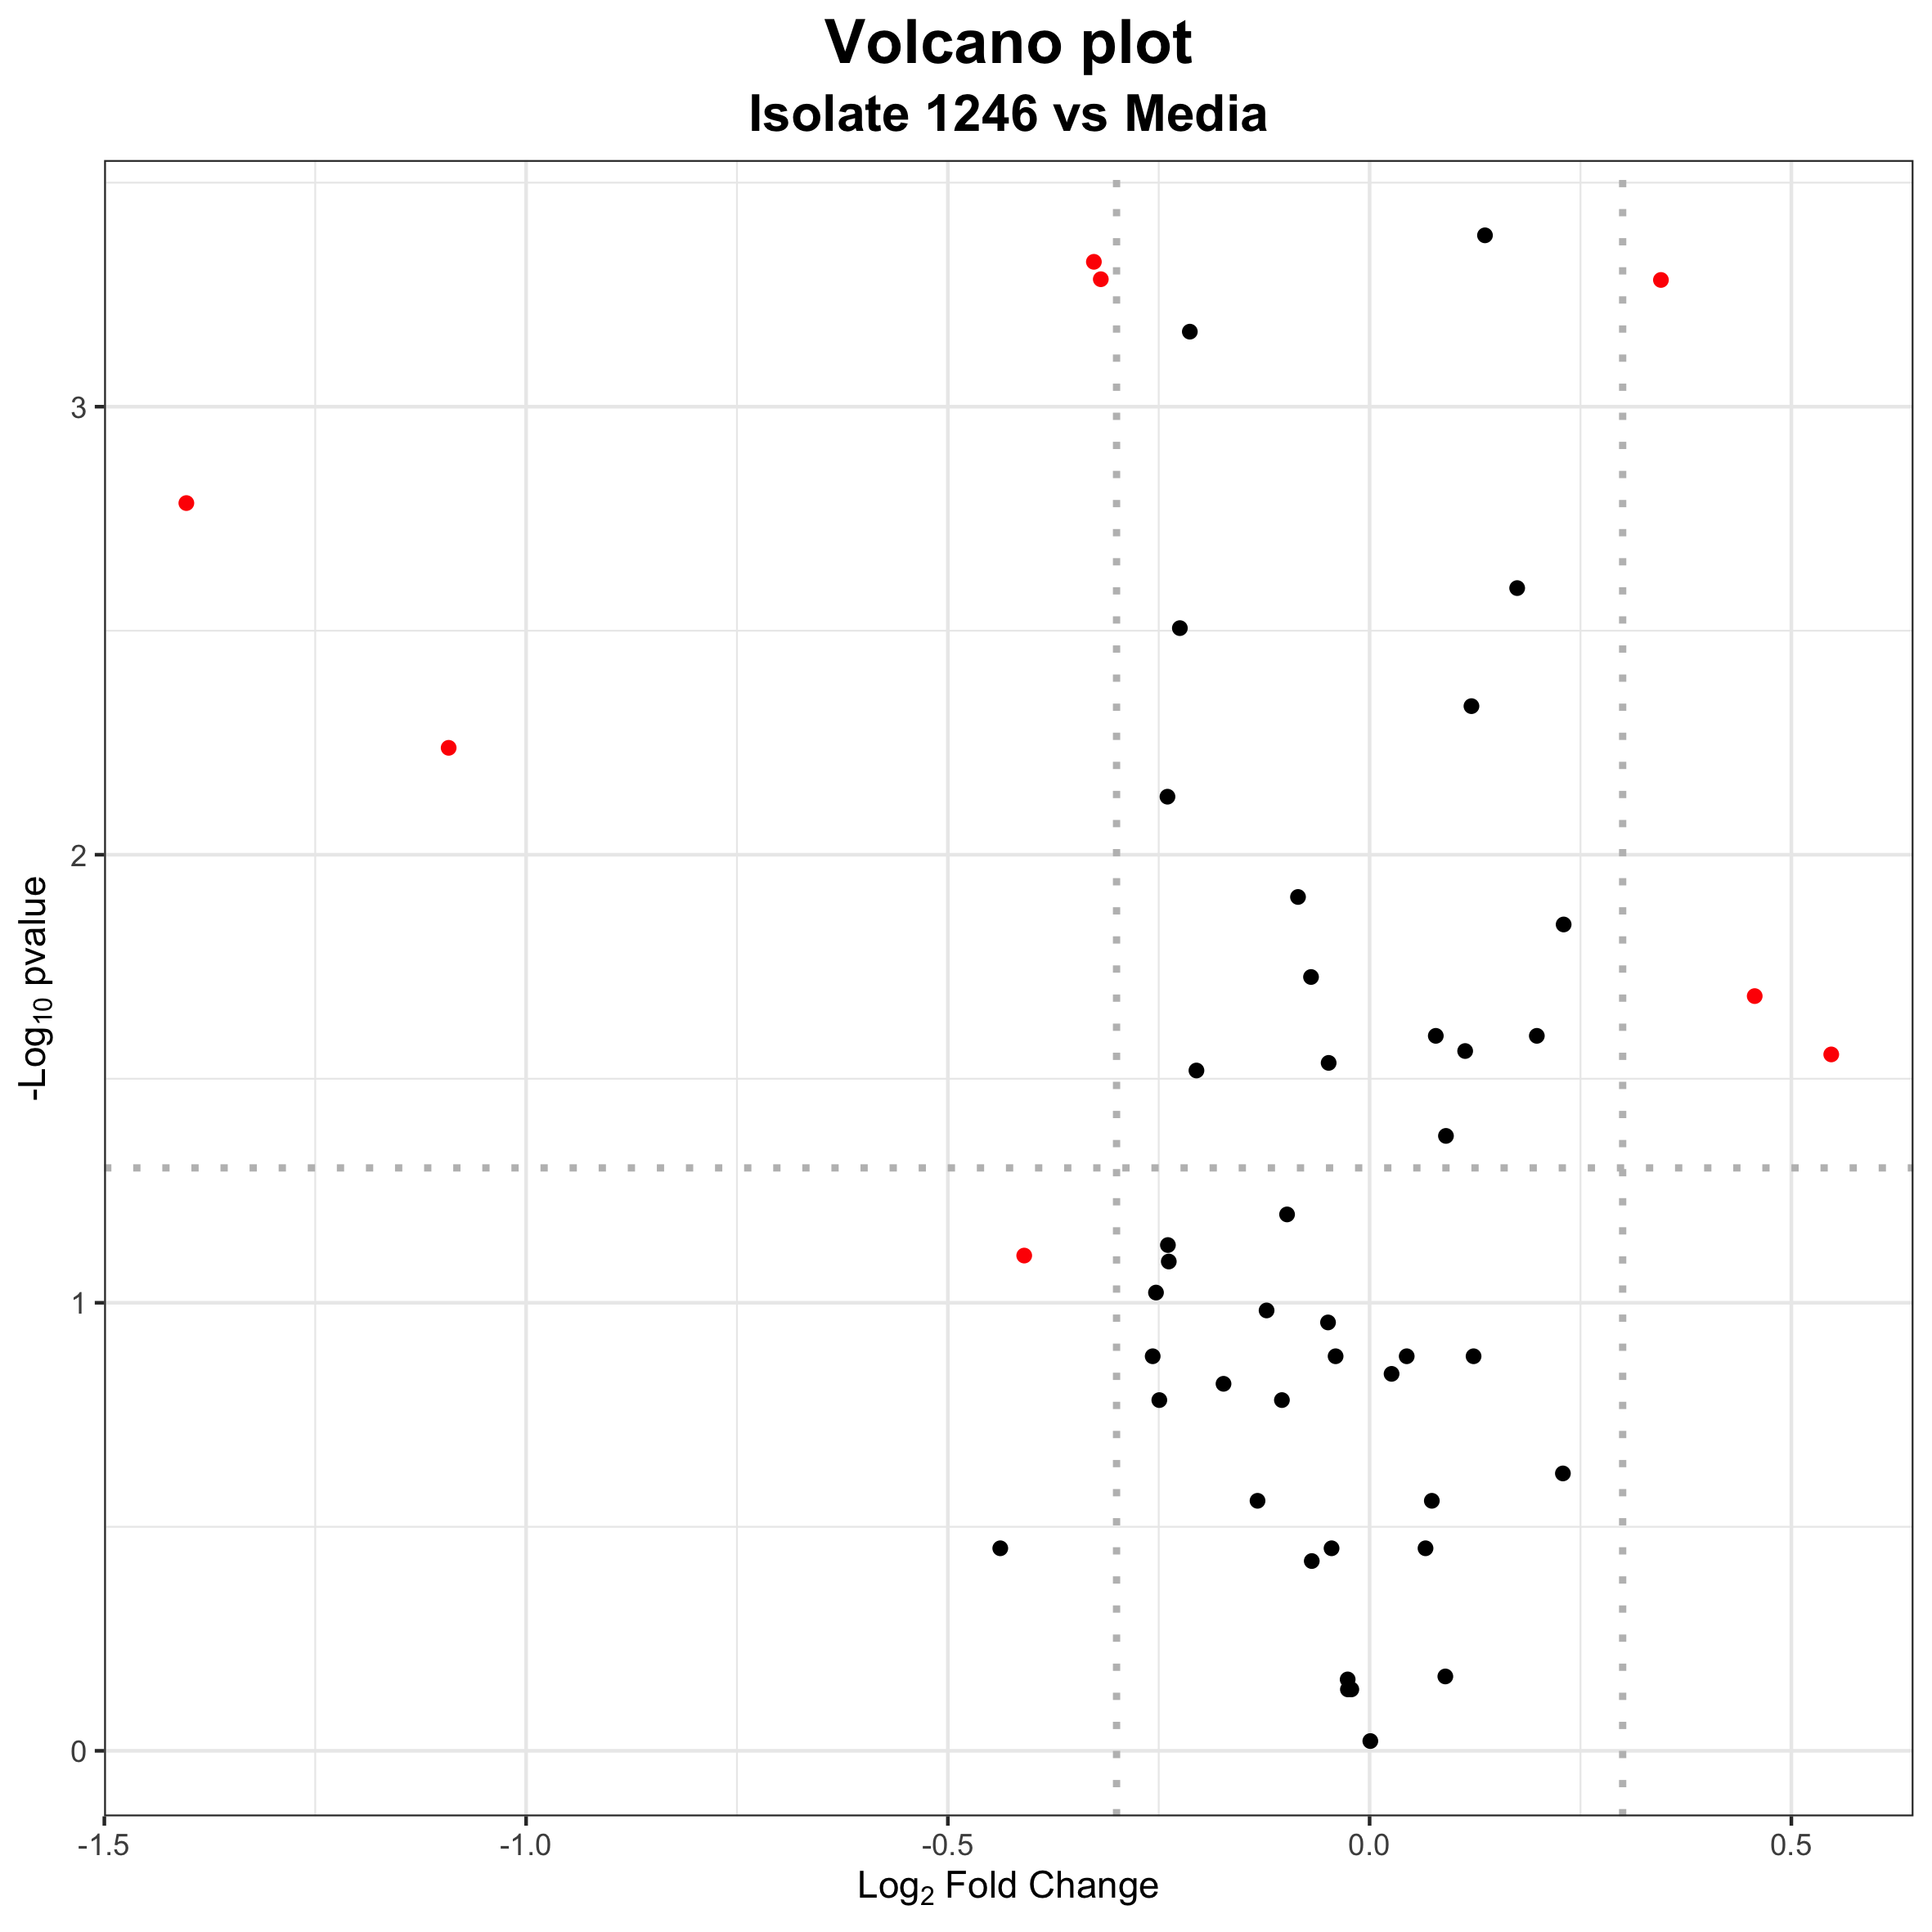 Volcano plot
Isolate 1246 vs Media
3
2
1
0
-Log10 pvalue
-1.5 -1.0 -0.5 0.0 0.5
Log2 Fold Change